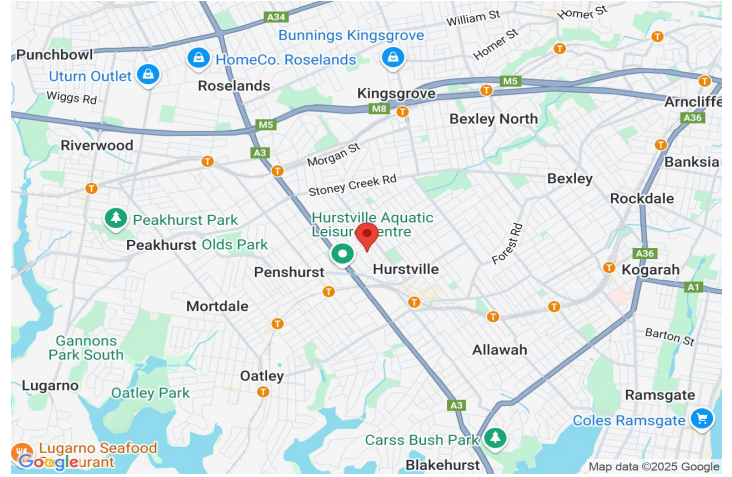 A34
William St
Homer St
Bunnings Kingsgrove
Homer St
Punchbowl
HomeCo. Roselands
Uturn Outlet
Roselands
M5
Wiggs Rd
Kingsgrove
Arncliffe
M8
Bexley North
A36
M5
Riverwood
A3
Morgan St
Banksia
Stoney Creek Rd
Bexley
Rockdale
Peakhurst Park
Hurstville Aquatic
Leisure Centre
Peakhurst
Olds Park
Forest Rd
A36
Penshurst
Hurstville
Kogarah
A1
Mortdale
Gannons
Park South
Barton St
Allawah
Oatley
Lugarno
Oatley Park
Ramsgate
A3
Coles Ramsgate
Carss Bush Park
Lugarno Seafood
Google
Blakehurst
Map data ©2025 Google